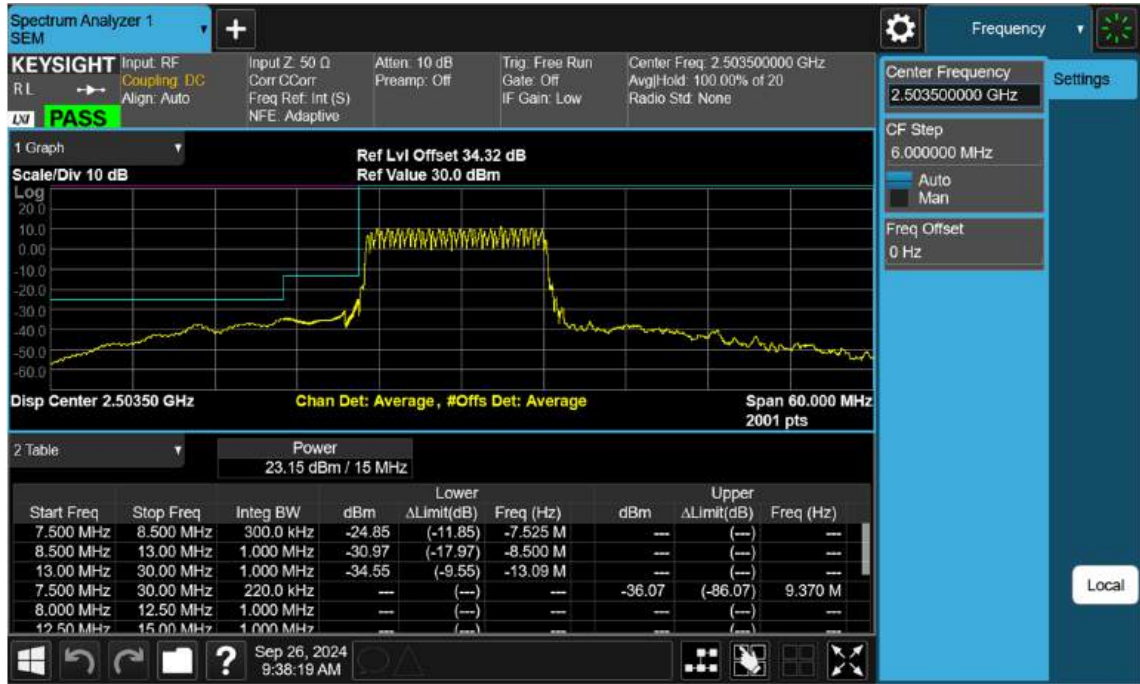 Spectrum Analyzer 1
SEM
Frequency
KEYSIGHT
RL
LXI PASS
Input: RF
Coupling: DC
Align: Auto
Input Z: 50 Ω
Corr CCorr
Freq Ref: Int (S)
NFE: Adaptive
Atten: 10 dB
Preamp: Off
Trig: Free Run
Gate: Off
IF Gain: Low
Center Freq: 2.503500000 GHz
Avg|Hold: 100.00% of 20
Radio Std: None
Center Frequency
2.503500000 GHz
Settings
CF Step
6.000000 MHz
Auto
Man
Freq Offset
0 Hz
Local
1 Graph
Scale/Div 10 dB
Ref Lvl Offset 34.32 dB
Ref Value 30.0 dBm
Log
20.0
10.0
0.00
-10.0
-20.0
-30.0
-40.0
-50.0
-60.0
Disp Center 2.50350 GHz
Chan Det: Average, #Offs Det: Average
Span 60.000 MHz
2001 pts
2 Table
Power
23.15 dBm / 15 MHz
Lower Upper
Start Freq Stop Freq Integ BW dBm ΔLimit(dB) Freq (Hz) dBm ΔLimit(dB) Freq (Hz)
7.500 MHz 8.500 MHz 300.0 kHz -24.85 (-11.85) -7.525 M --- (---) ---
8.500 MHz 13.00 MHz 1.000 MHz -30.97 (-17.97) -8.500 M --- (---) ---
13.00 MHz 30.00 MHz 1.000 MHz -34.55 (-9.55) -13.09 M --- (---) ---
7.500 MHz 30.00 MHz 220.0 kHz --- (---) --- -36.07 (-86.07) 9.370 M
8.000 MHz 12.50 MHz 1.000 MHz --- (---) --- --- (---) ---
12.50 MHz 15.00 MHz 1.000 MHz --- (---) --- --- (---) ---
?
Sep 26, 2024
9:38:19 AM